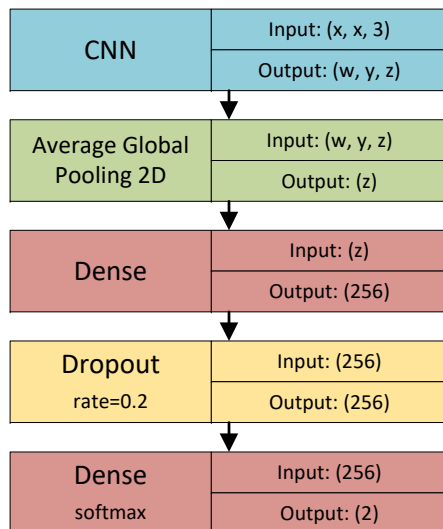 CNN
Input: (x, x, 3)
Output: (w, y, z)
Average Global
Pooling 2D
Input: (w, y, z)
Output: (z)
Dense
Input: (z)
Output: (256)
Dropout
rate=0.2
Input: (256)
Output: (256)
Dense
softmax
Input: (256)
Output: (2)